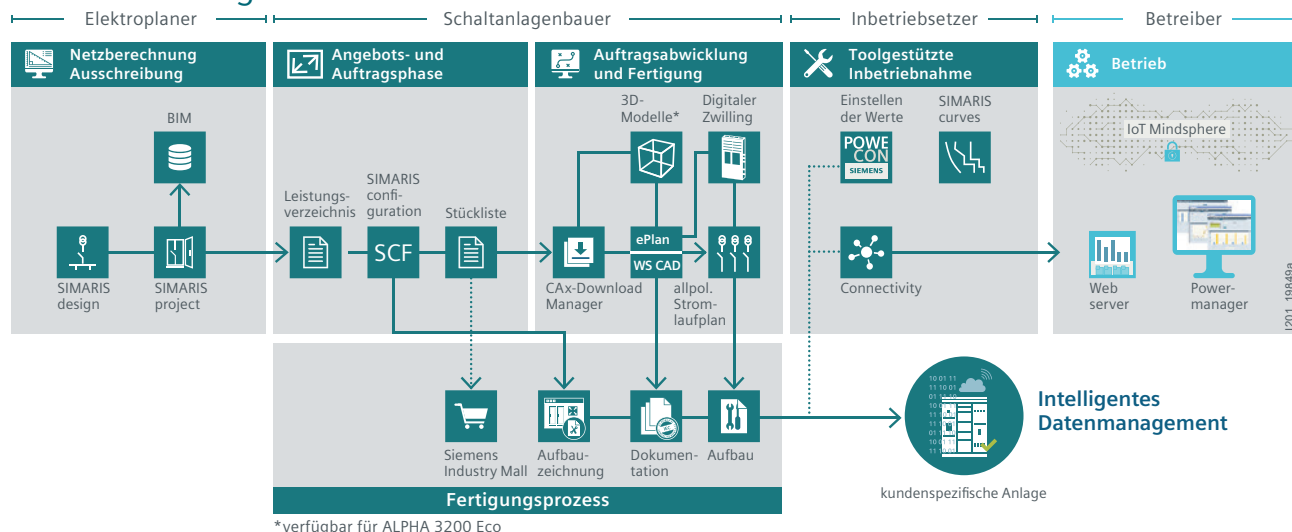 Elektroplaner
Schaltanlagenbauer
Inbetriebsetzer
Betreiber
Netzberechnung
Ausschreibung
Angebots- und
Auftragsphase
Auftragsabwicklung
und Fertigung
Toolgestützte
Inbetriebnahme
Betrieb
BIM
SIMARIS
design
SIMARIS
project
Leistungs-
verzeichnis
SIMARIS
confi-
guration
SCF
Stückliste
3D-
Modelle*
Digitaler
Zwilling
ePlan
WS CAD
CAx-Download
Manager
allpol.
Strom-
laufplan
Einstellen
der Werte
POWE
CON
SIEMENS
SIMARIS
curves
Connectivity
IoT Mindsphere
Web
server
Power-
manager
I201_19849a
Siemens
Industry Mall
Aufbau-
zeichnung
Dokumen-
tation
Aufbau
Fertigungsprozess
Intelligentes
Datenmanagement
kundenspezifische Anlage
*verfügbar für ALPHA 3200 Eco